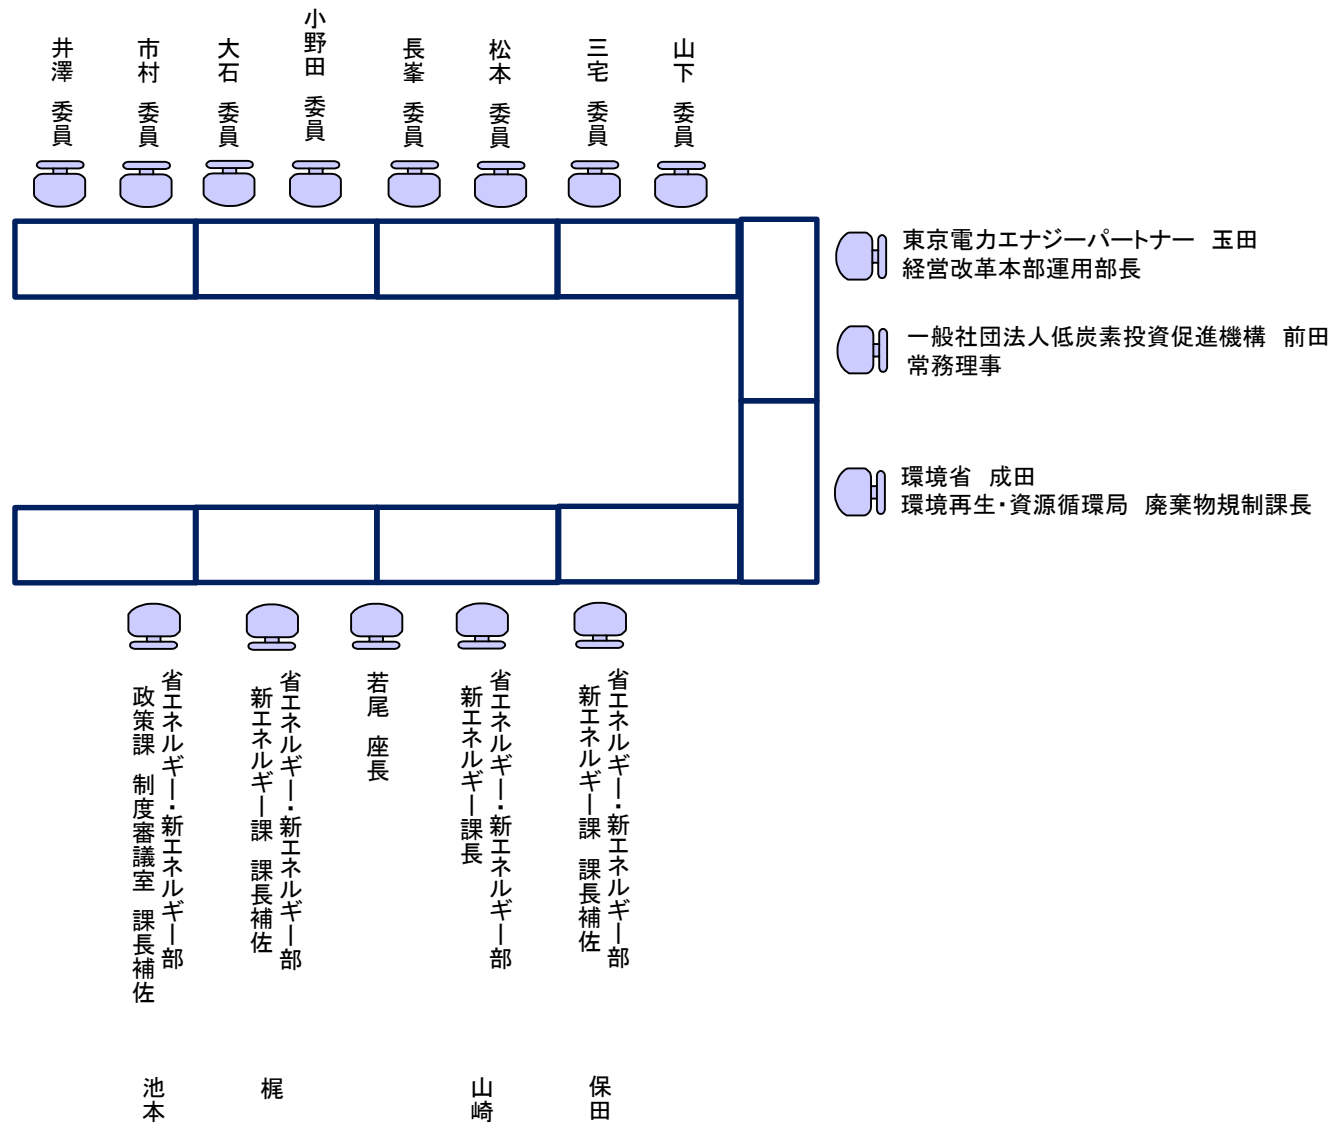 井澤 委員
市村 委員
大石 委員
小野田 委員
長峯 委員
松本 委員
三宅 委員
山下 委員
東京電力エナジーパートナー 玉田
経営改革本部運用部長
一般社団法人低炭素投資促進機構 前田
常務理事
環境省 成田
環境再生・資源循環局 廃棄物規制課長
省エネルギー・新エネルギー部
政策課 制度審議室 課長補佐
池本
省エネルギー・新エネルギー部
新エネルギー課 課長補佐
梶
若尾 座長
省エネルギー・新エネルギー部
新エネルギー課長
山崎
省エネルギー・新エネルギー部
新エネルギー課 課長補佐
保田